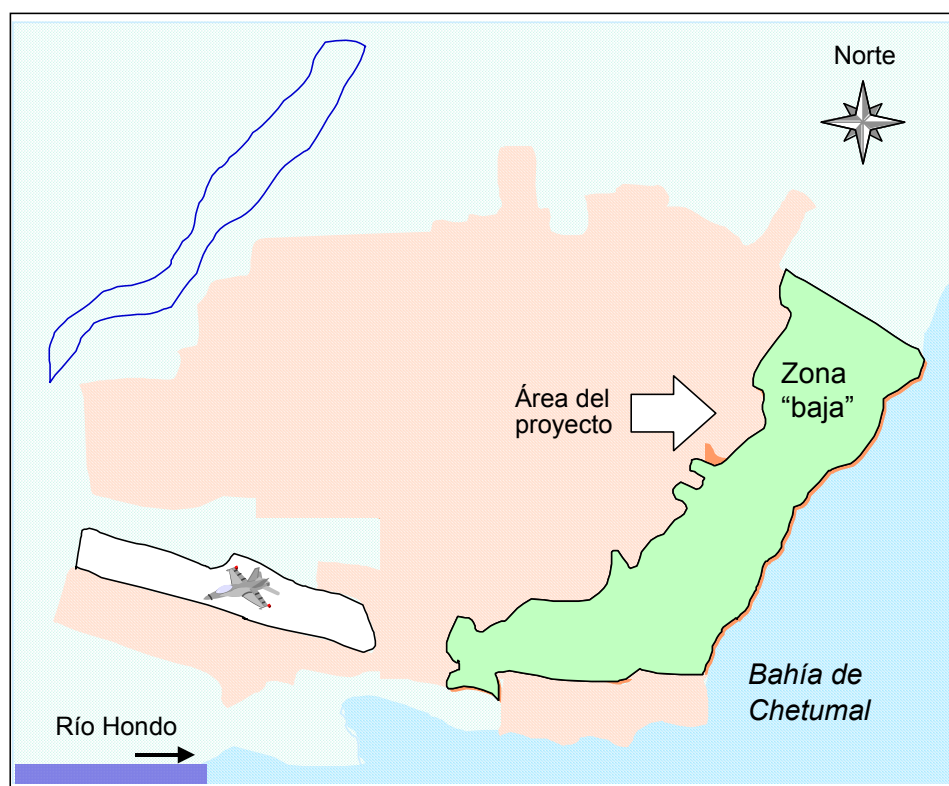 Norte
Zona
“baja”
Área del
proyecto
Bahía de
Chetumal
Río Hondo